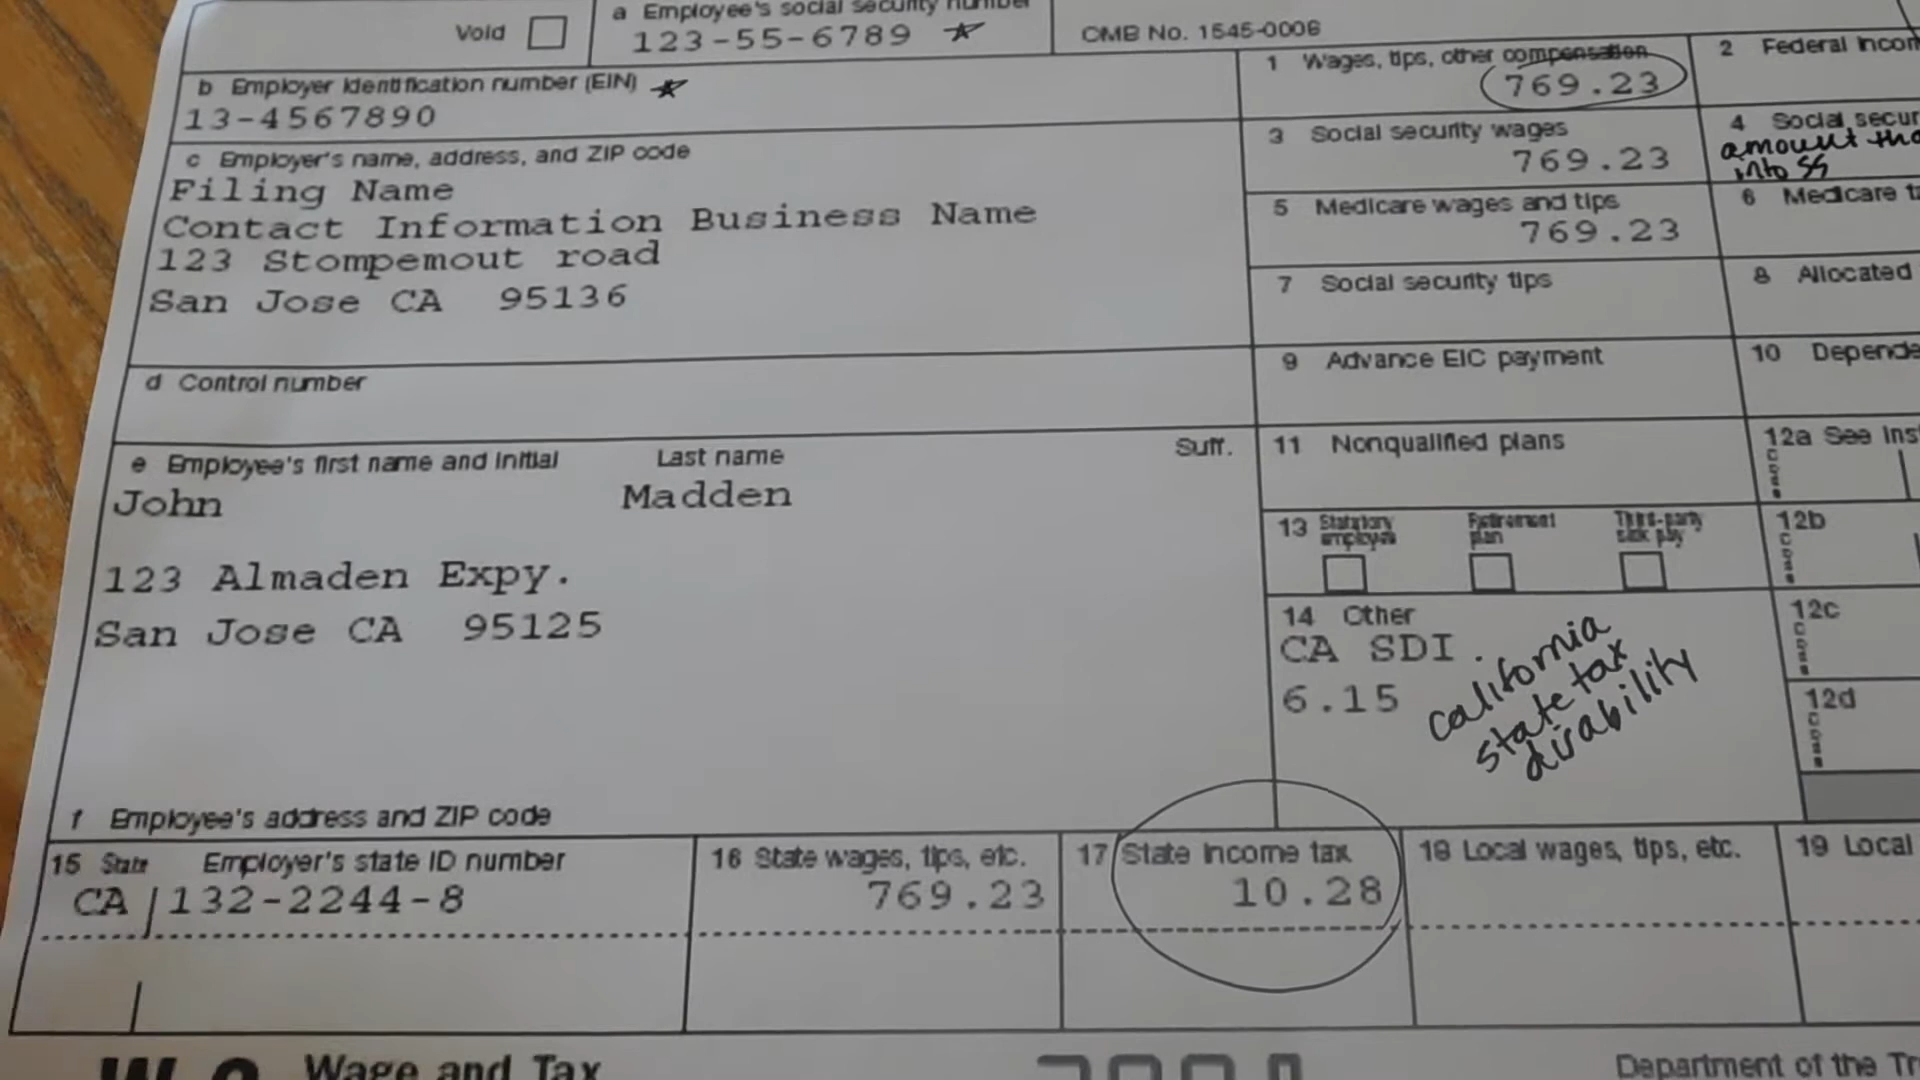 Void
a Employee's social security number
123-55-6789
OMB No. 1545-0008
b Employer identification number (EIN)
13-4567890
1 Wages, tips, other compensation
769.23
2 Federal incom
c Employer's name, address, and ZIP code
Filing Name
Contact Information Business Name
123 Stompemout road
San Jose CA 95136
3 Social security wages
769.23
4 Social secur
amount tha
into SS
5 Medicare wages and tips
769.23
6 Medicare ta
7 Social security tips
8 Allocated
d Control number
9 Advance EIC payment
10 Depende
e Employee's first name and initial
Last name
Suff.
John
Madden
123 Almaden Expy.
San Jose CA 95125
11 Nonqualified plans
12a See ins
Code
13 Statutory employee
Retirement plan
Third-party sick pay
12b
Code
14 Other
CA SDI
6.15
california
state tax
disability
12c
Code
12d
Code
f Employee's address and ZIP code
15 State
Employer's state ID number
CA
132-2244-8
16 State wages, tips, etc.
769.23
17 State income tax
10.28
18 Local wages, tips, etc.
19 Local
Wage and Tax
Department of the Tr